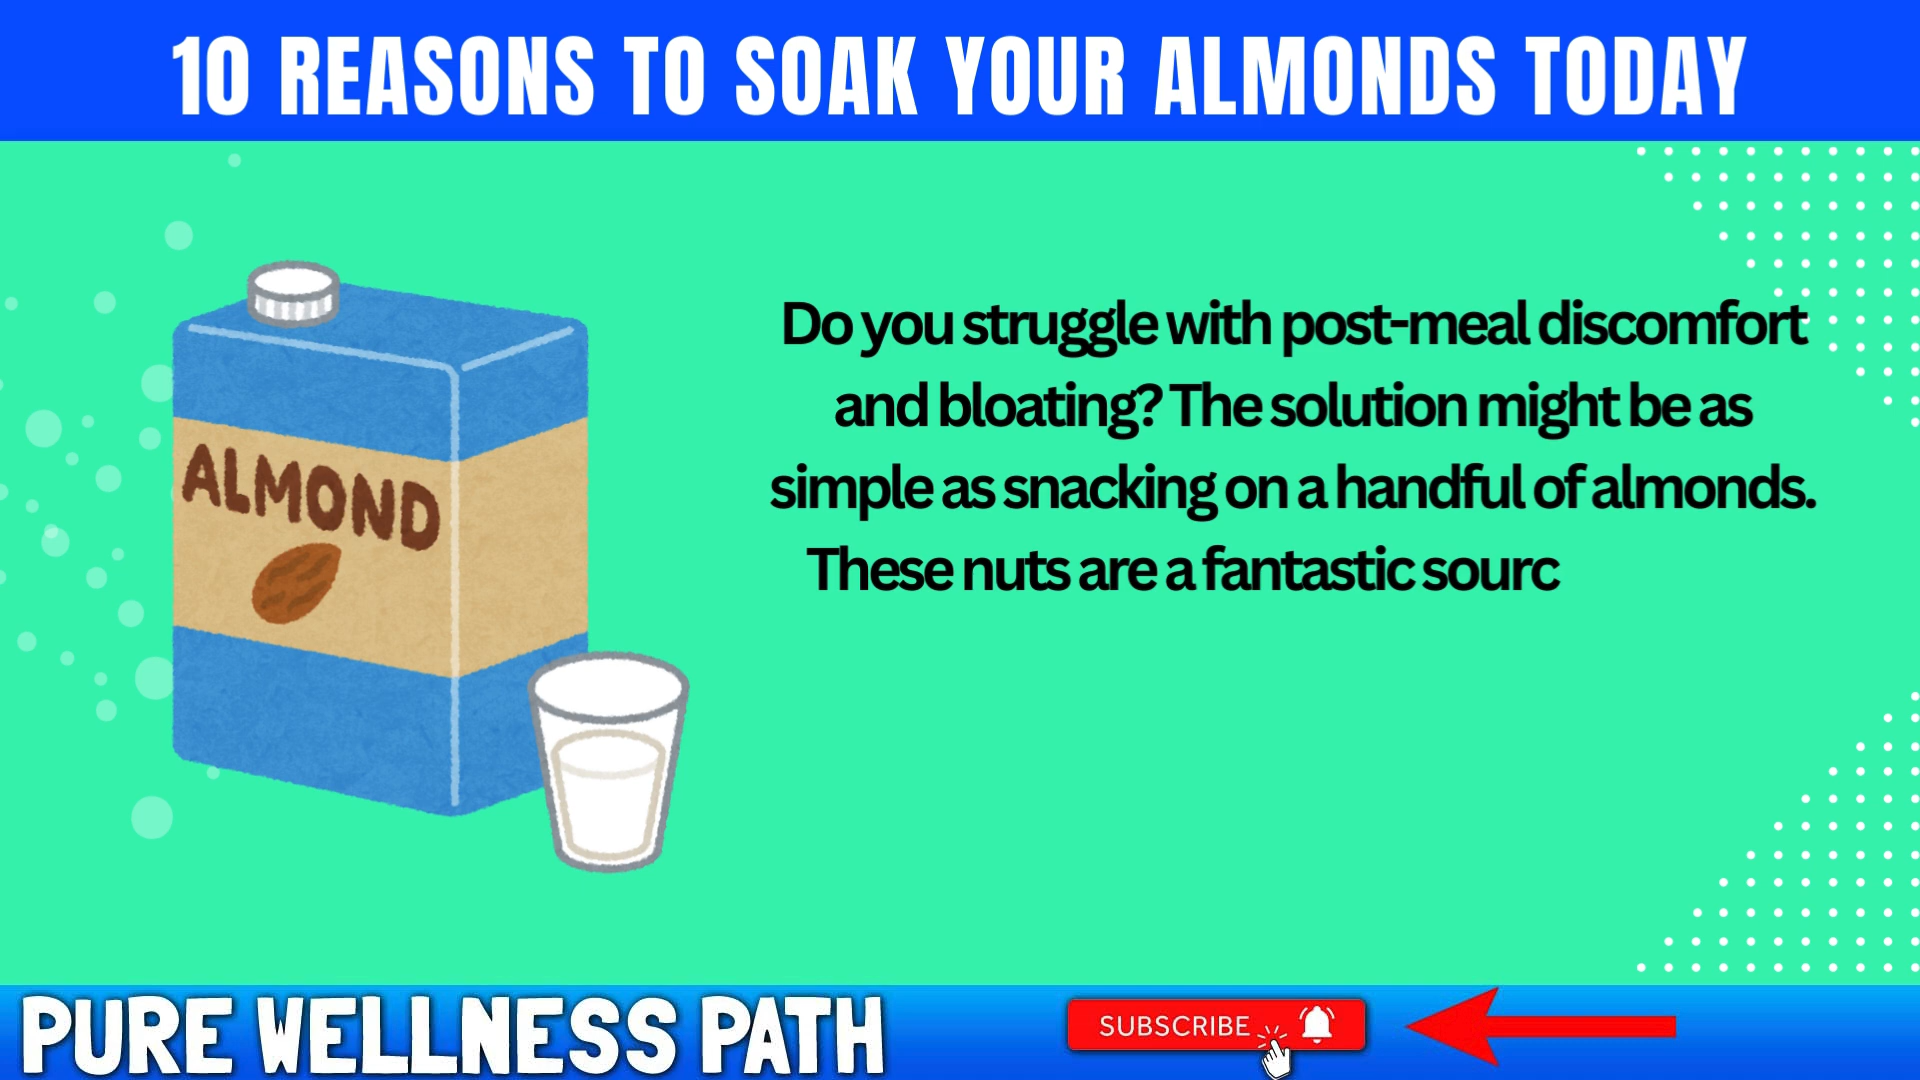 10 REASONS TO SOAK YOUR ALMONDS TODAY
ALMOND
Do you struggle with post-meal discomfort
and bloating? The solution might be as
simple as snacking on a handful of almonds.
These nuts are a fantastic sourc
PURE WELLNESS PATH
SUBSCRIBE